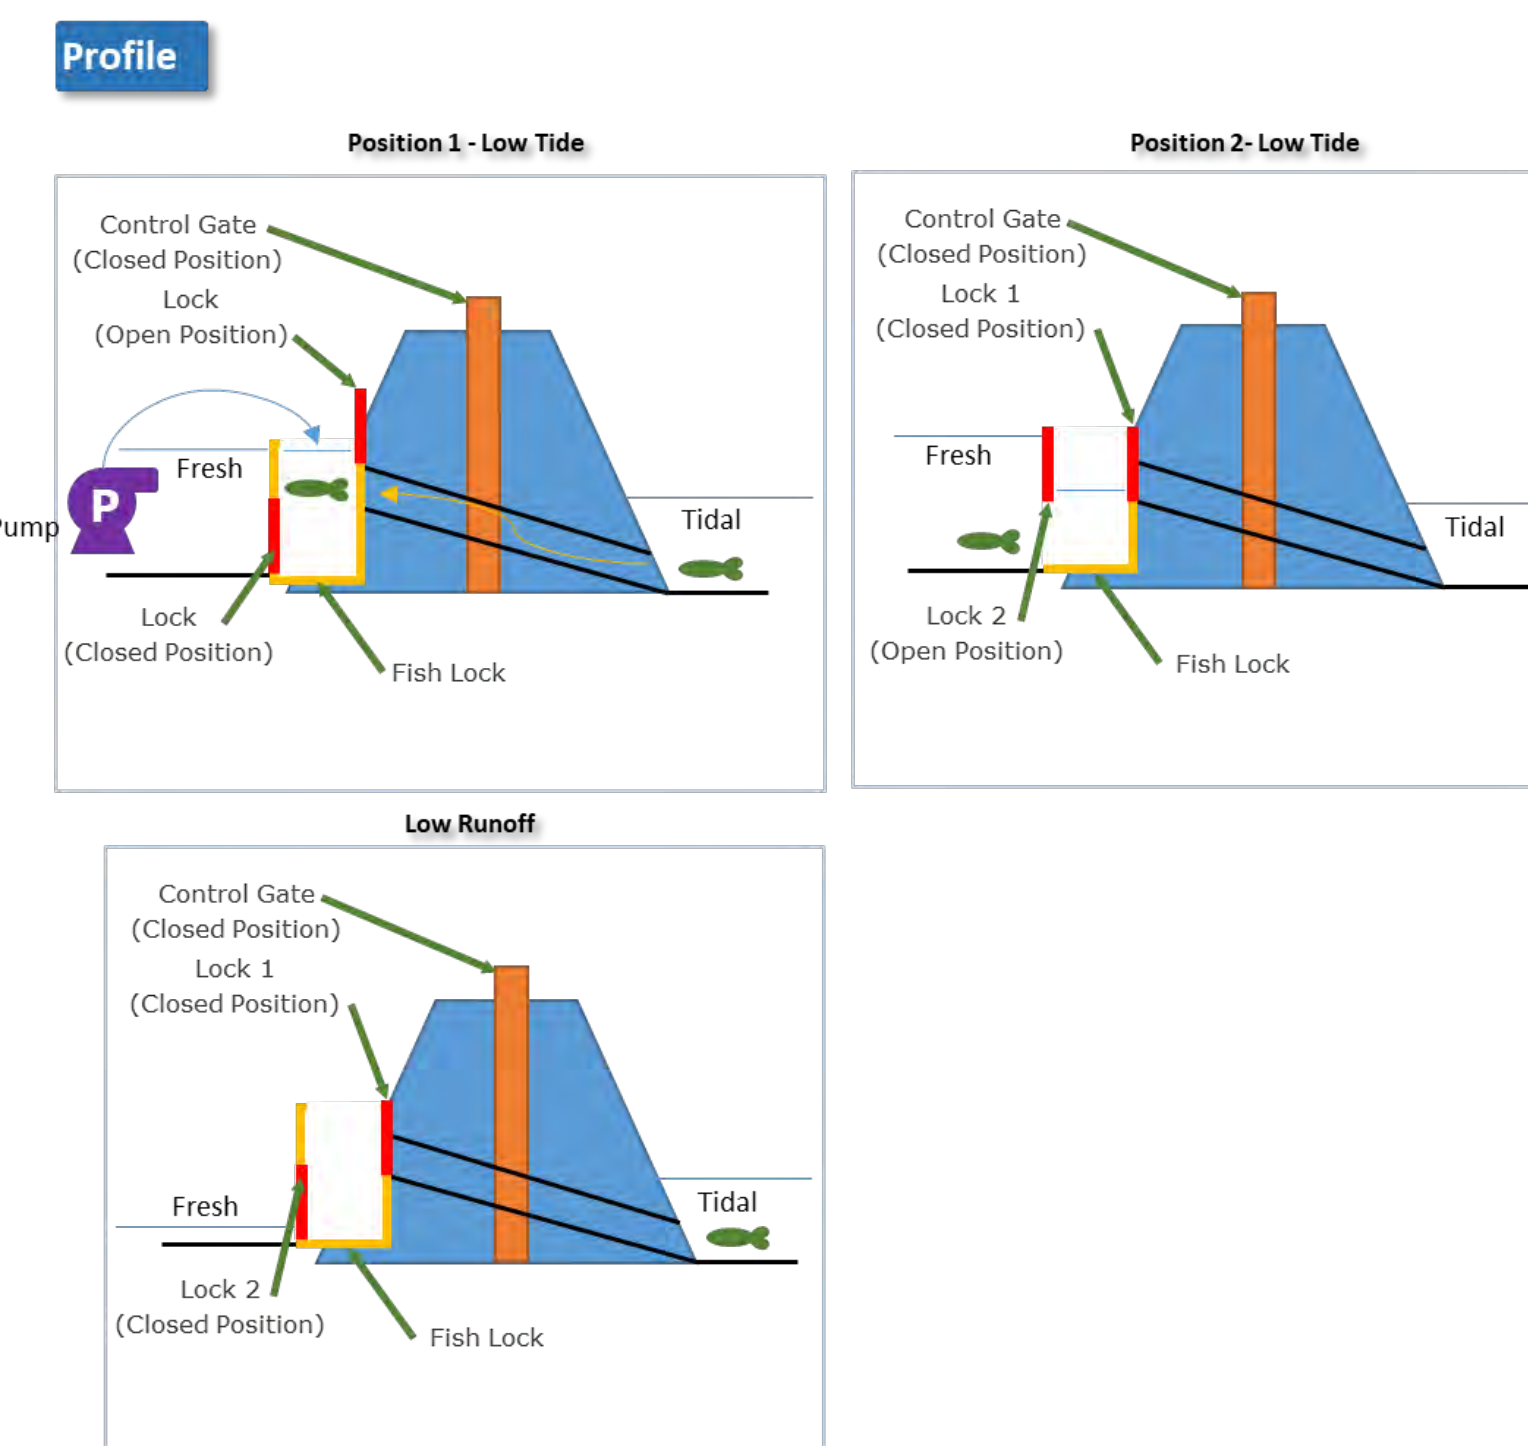 Profile
Position 1 - Low Tide
Control Gate
(Closed Position)
Lock
(Open Position)
Fresh
P
Pump
Tidal
Lock
(Closed Position)
Fish Lock
Position 2- Low Tide
Control Gate
(Closed Position)
Lock 1
(Closed Position)
Fresh
Tidal
Lock 2
(Open Position)
Fish Lock
Low Runoff
Control Gate
(Closed Position)
Lock 1
(Closed Position)
Fresh
Tidal
Lock 2
(Closed Position)
Fish Lock